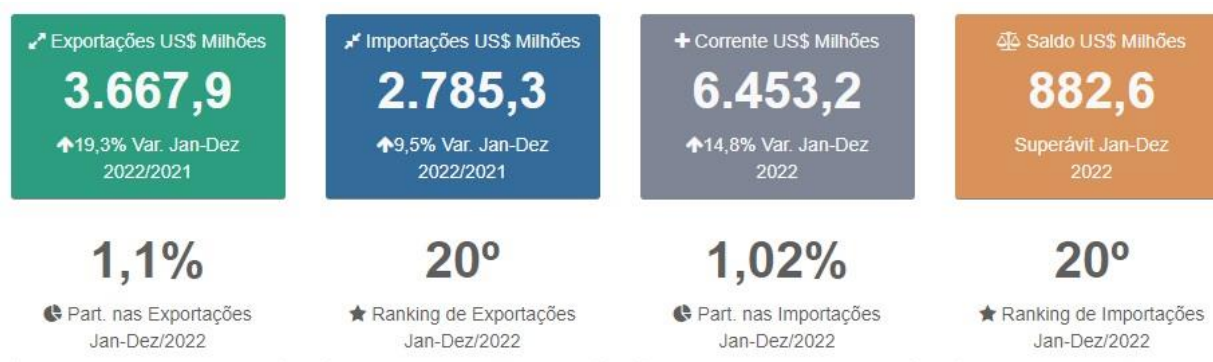 Exportações US$ Milhões
3.667,9
19,3% Var. Jan-Dez
2022/2021
Importações US$ Milhões
2.785,3
9,5% Var. Jan-Dez
2022/2021
Corrente US$ Milhões
6.453,2
14,8% Var. Jan-Dez
2022
Saldo US$ Milhões
882,6
Superávit Jan-Dez
2022
1,1%
Part. nas Exportações
Jan-Dez/2022
20º
Ranking de Exportações
Jan-Dez/2022
1,02%
Part. nas Importações
Jan-Dez/2022
20º
Ranking de Importações
Jan-Dez/2022